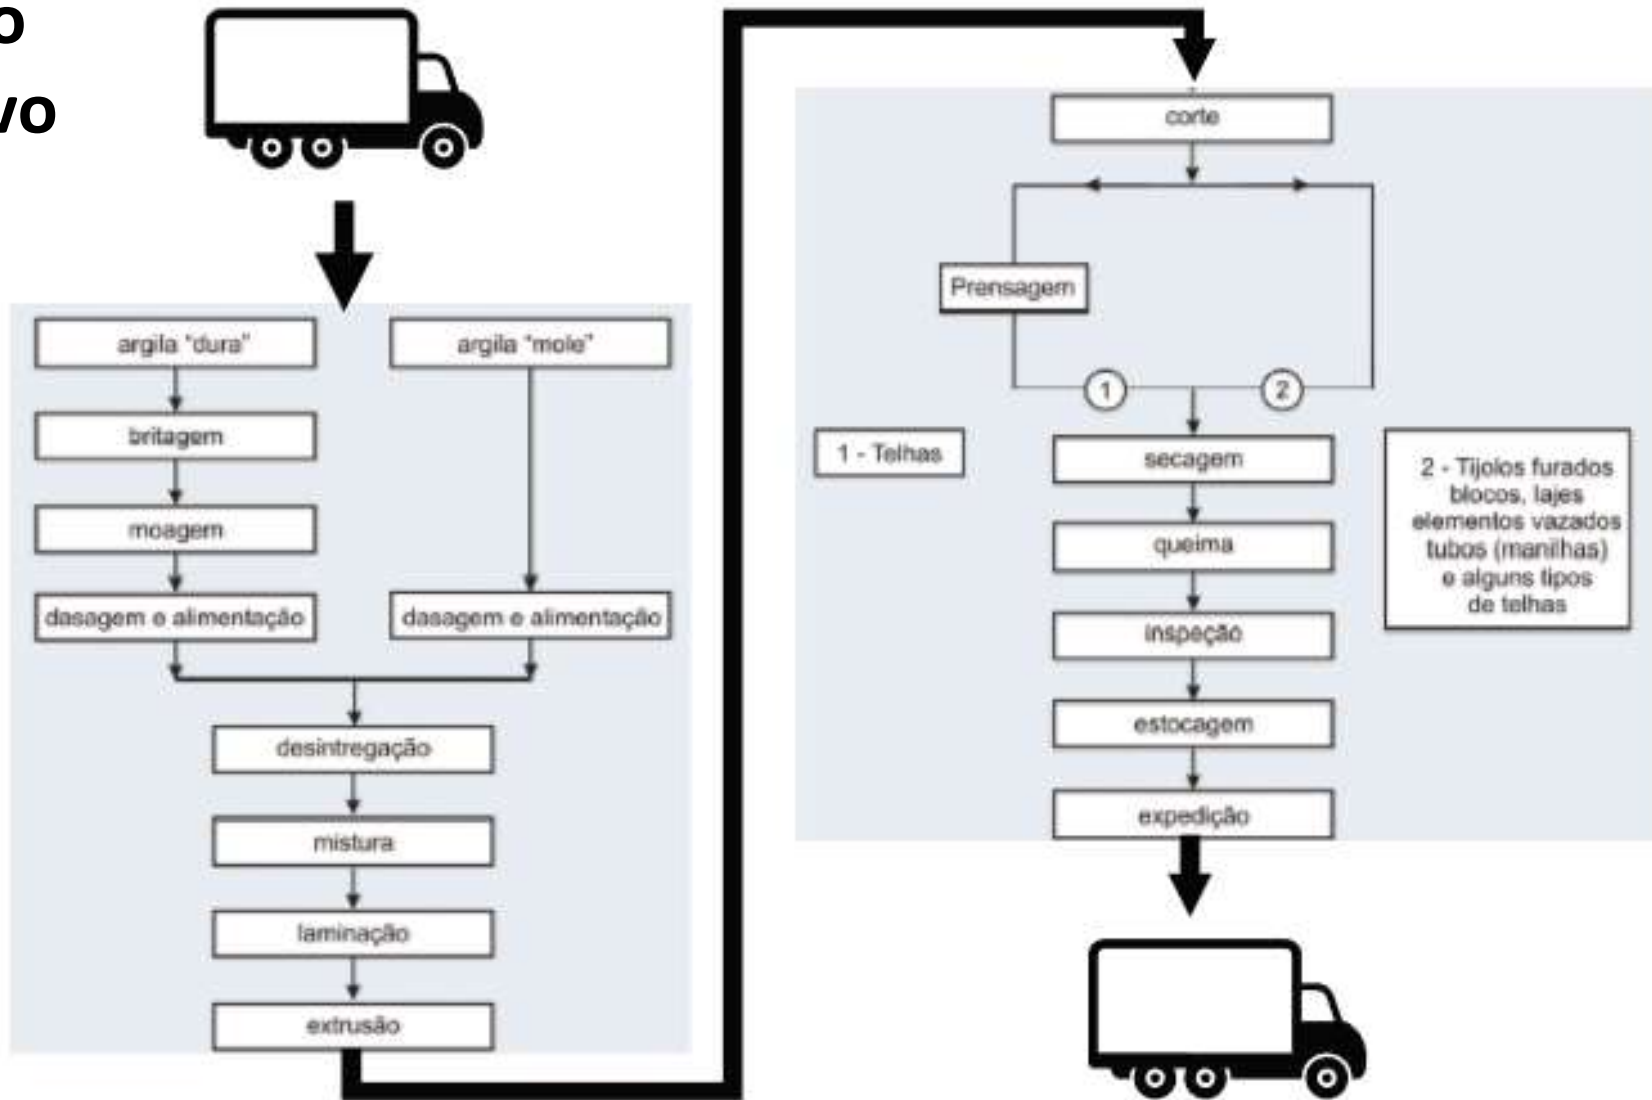 o
vo
argila "dura"
argila "mole"
britagem
moagem
dasagem e alimentação
dasagem e alimentação
desintregação
mistura
laminação
extrusão
corte
Prensagem
1
2
1 - Telhas
secagem
2 - Tijolos furados
blocos, lajes
elementos vazados
tubos (manilhas)
e alguns tipos
de telhas
queima
inspeção
estocagem
expedição